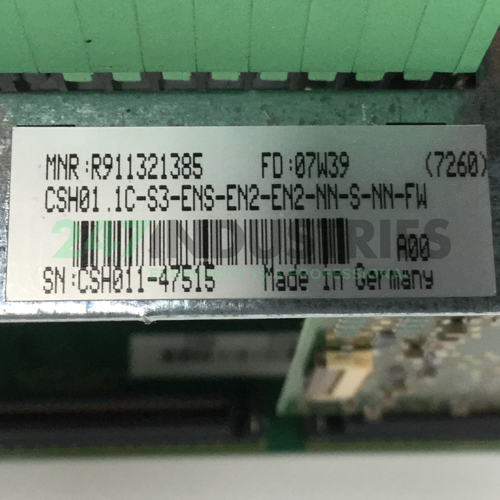 MNR:R911321385 FD:07W39 (7260)
CSH01.1C-S3-ENS-EN2-EN2-NN-S-NN-FW
247INDUSTRIES
A00
SN:CSH011-47515 Made in Germany